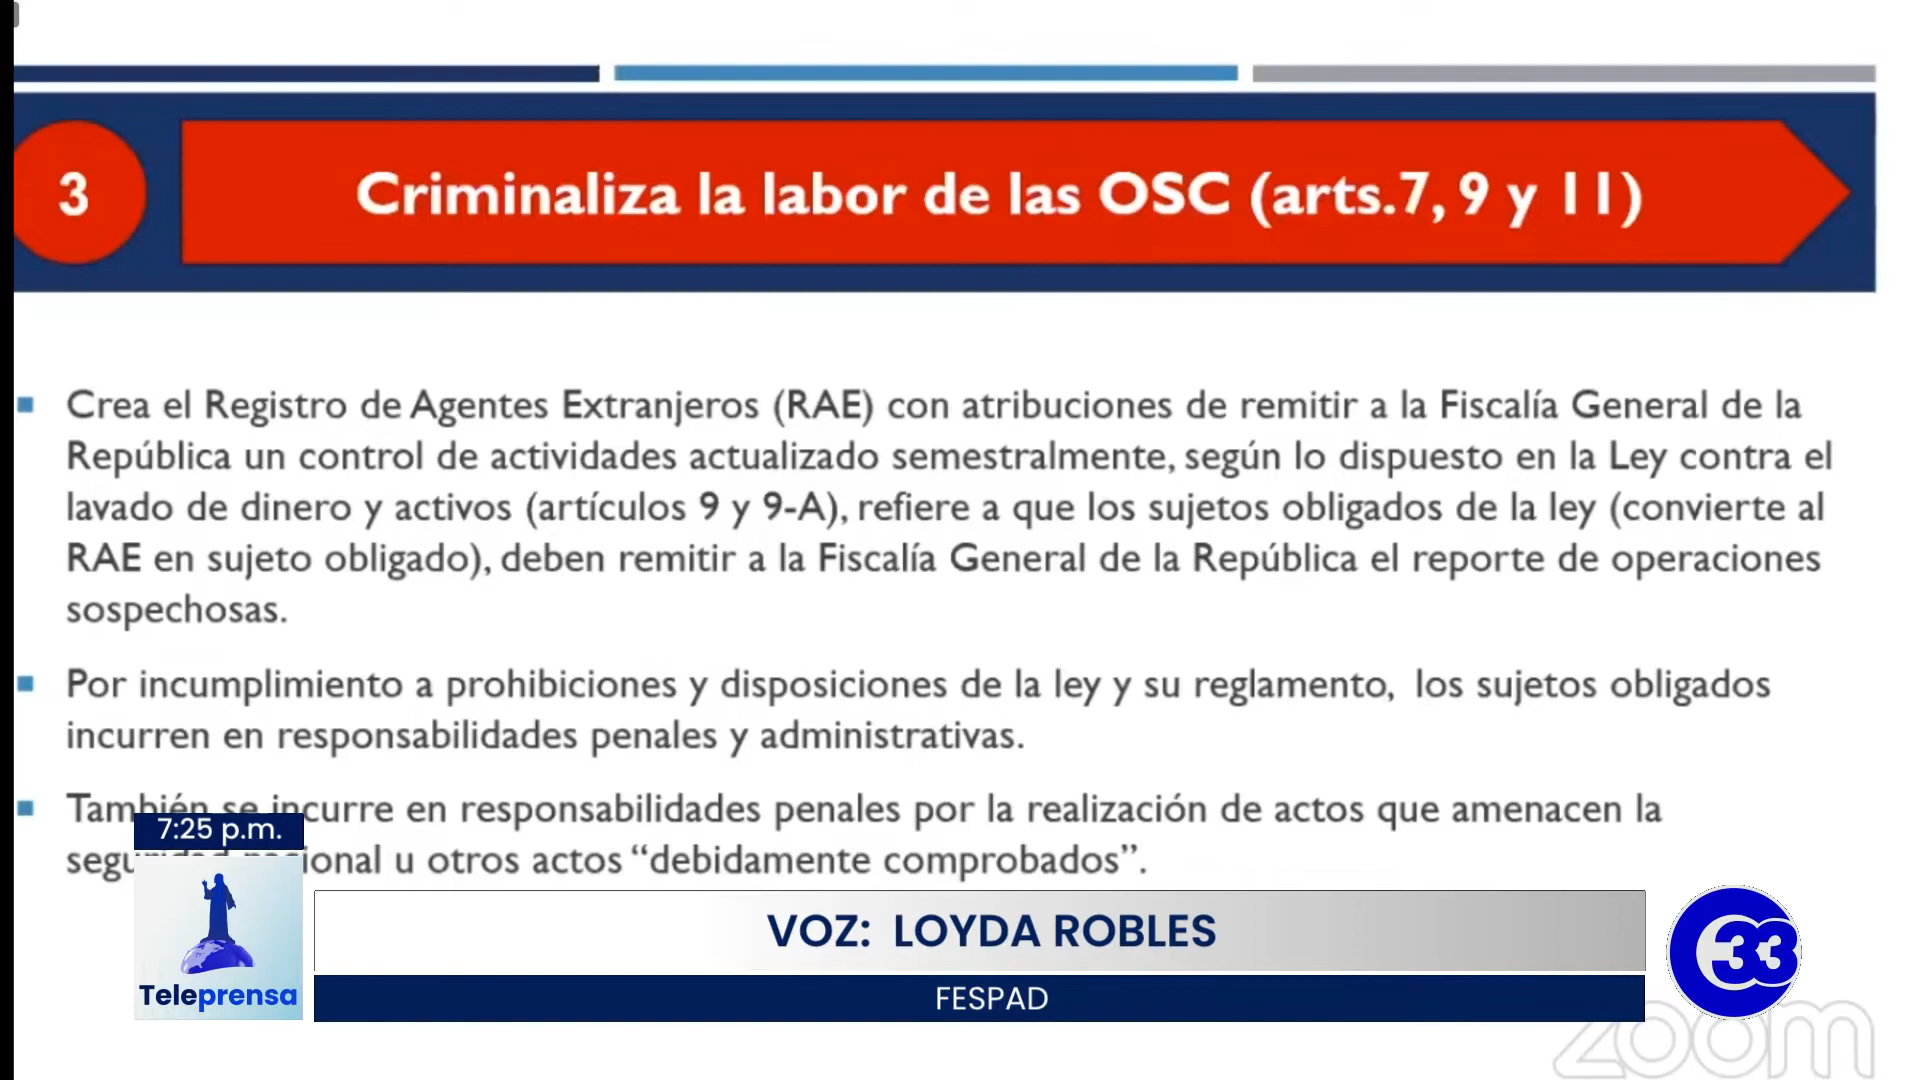 3
Criminaliza la labor de las OSC (arts.7, 9 y 11)
Crea el Registro de Agentes Extranjeros (RAE) con atribuciones de remitir a la Fiscalía General de la
República un control de actividades actualizado semestralmente, según lo dispuesto en la Ley contra el
lavado de dinero y activos (artículos 9 y 9-A), refiere a que los sujetos obligados de la ley (convierte al
RAE en sujeto obligado), deben remitir a la Fiscalía General de la República el reporte de operaciones
sospechosas.
Por incumplimiento a prohibiciones y disposiciones de la ley y su reglamento, los sujetos obligados
incurren en responsabilidades penales y administrativas.
También se incurre en responsabilidades penales por la realización de actos que amenacen la
seguridad nacional u otros actos “debidamente comprobados”.
7:25 p.m.
Teleprensa
VOZ: LOYDA ROBLES
FESPAD
33
zoom